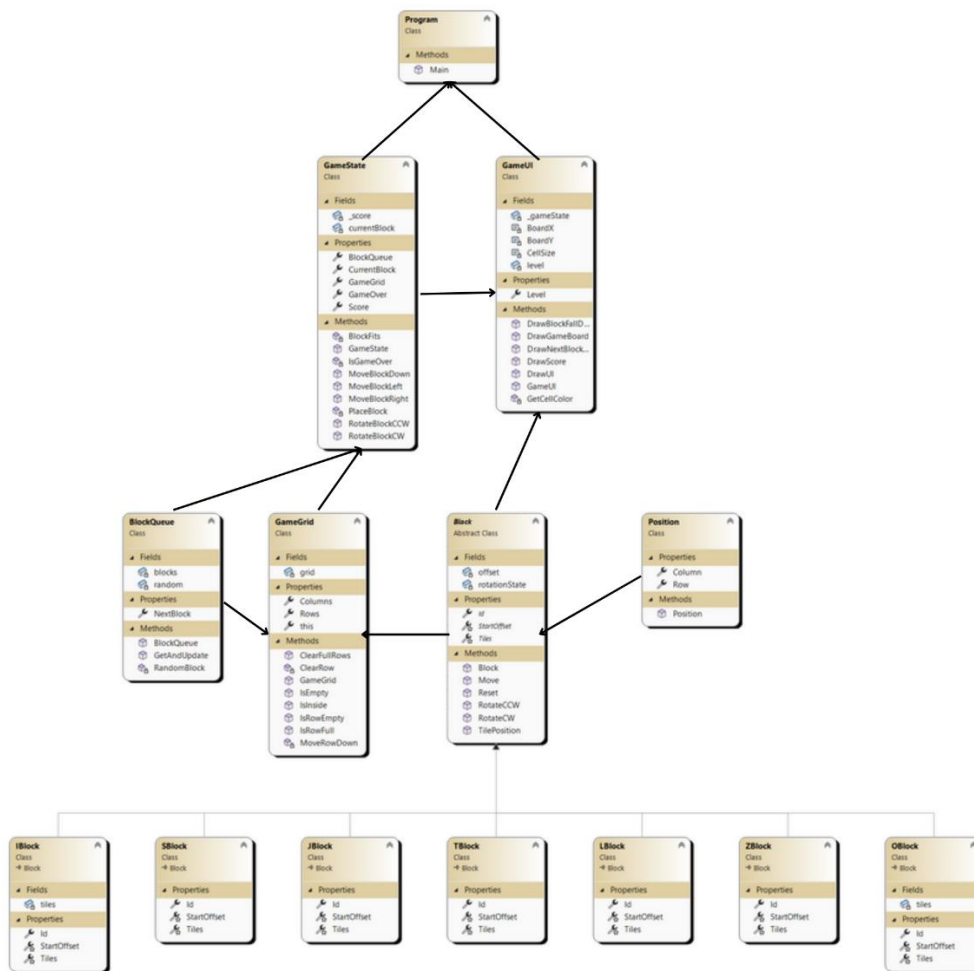 Program
Class
Methods
Main
GameState
Class
Fields
_score
currentBlock
Properties
BlockQueue
CurrentBlock
GameGrid
GameOver
Score
Methods
BlockFits
GameState
IsGameOver
MoveBlockDown
MoveBlockLeft
MoveBlockRight
PlaceBlock
RotateBlockCCW
RotateBlockCW
GameUI
Class
Fields
_gameState
BoardX
BoardY
CellSize
level
Properties
Level
Methods
DrawBlockFallD...
DrawGameBoard
DrawNextBlock...
DrawScore
DrawUI
GameUI
GetCellColor
BlockQueue
Class
Fields
blocks
random
Properties
NextBlock
Methods
BlockQueue
GetAndUpdate
RandomBlock
GameGrid
Class
Fields
grid
Properties
Columns
Rows
this
Methods
ClearFullRows
ClearRow
GameGrid
IsEmpty
IsInside
IsRowEmpty
IsRowFull
MoveRowDown
Block
Abstract Class
Fields
offset
rotationState
Properties
Id
StartOffset
Tiles
Methods
Block
Move
Reset
RotateCCW
RotateCW
TilePosition
Position
Class
Properties
Column
Row
Methods
Position
IBlock
Class
Block
Fields
tiles
Properties
Id
StartOffset
Tiles
SBlock
Class
Block
Properties
Id
StartOffset
Tiles
JBlock
Class
Block
Properties
Id
StartOffset
Tiles
TBlock
Class
Block
Properties
Id
StartOffset
Tiles
LBlock
Class
Block
Properties
Id
StartOffset
Tiles
ZBlock
Class
Block
Properties
Id
StartOffset
Tiles
OBlock
Class
Block
Fields
tiles
Properties
Id
StartOffset
Tiles